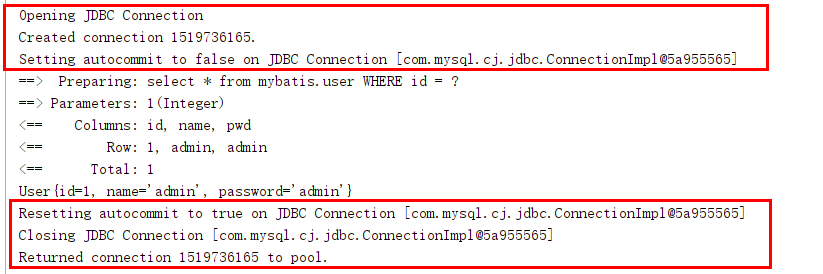 Opening JDBC Connection
Created connection 1519736165.
Setting autocommit to false on JDBC Connection [com.mysql.cj.jdbc.ConnectionImpl@5a955565]
==>  Preparing: select * from mybatis.user WHERE id = ?
==> Parameters: 1(Integer)
<==    Columns: id, name, pwd
<==        Row: 1, admin, admin
<==      Total: 1
User{id=1, name='admin', password='admin'}
Resetting autocommit to true on JDBC Connection [com.mysql.cj.jdbc.ConnectionImpl@5a955565]
Closing JDBC Connection [com.mysql.cj.jdbc.ConnectionImpl@5a955565]
Returned connection 1519736165 to pool.